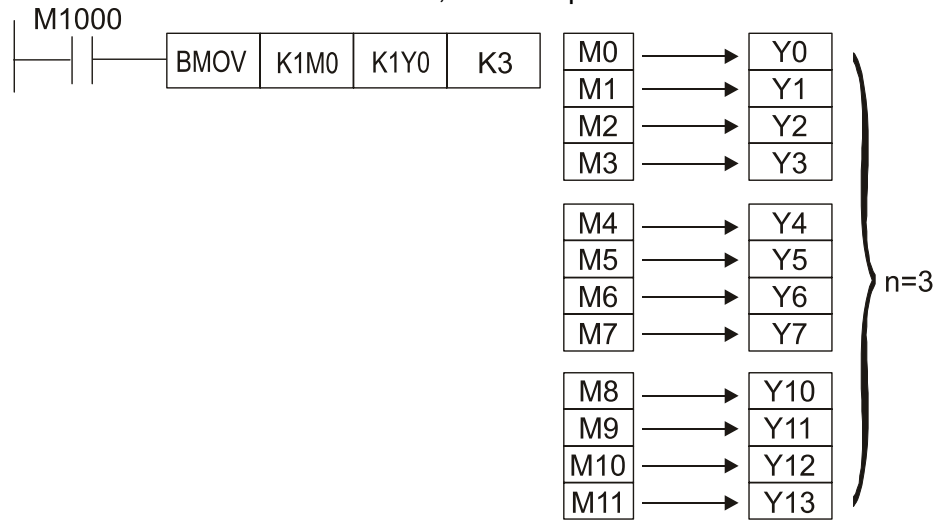 M1000
BMOV K1M0 K1Y0 K3
M0 Y0
M1 Y1
M2 Y2
M3 Y3
M4 Y4
M5 Y5
M6 Y6
M7 Y7
n=3
M8 Y10
M9 Y11
M10 Y12
M11 Y13